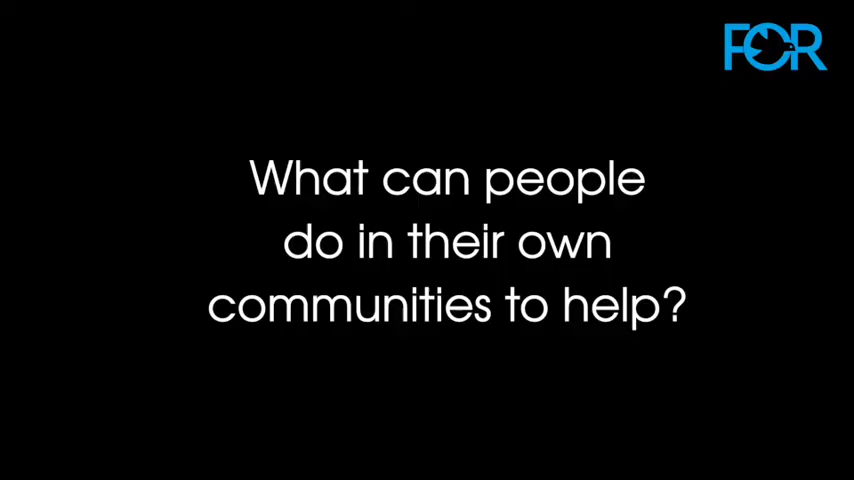 FOR
What can people
do in their own
communities to help?